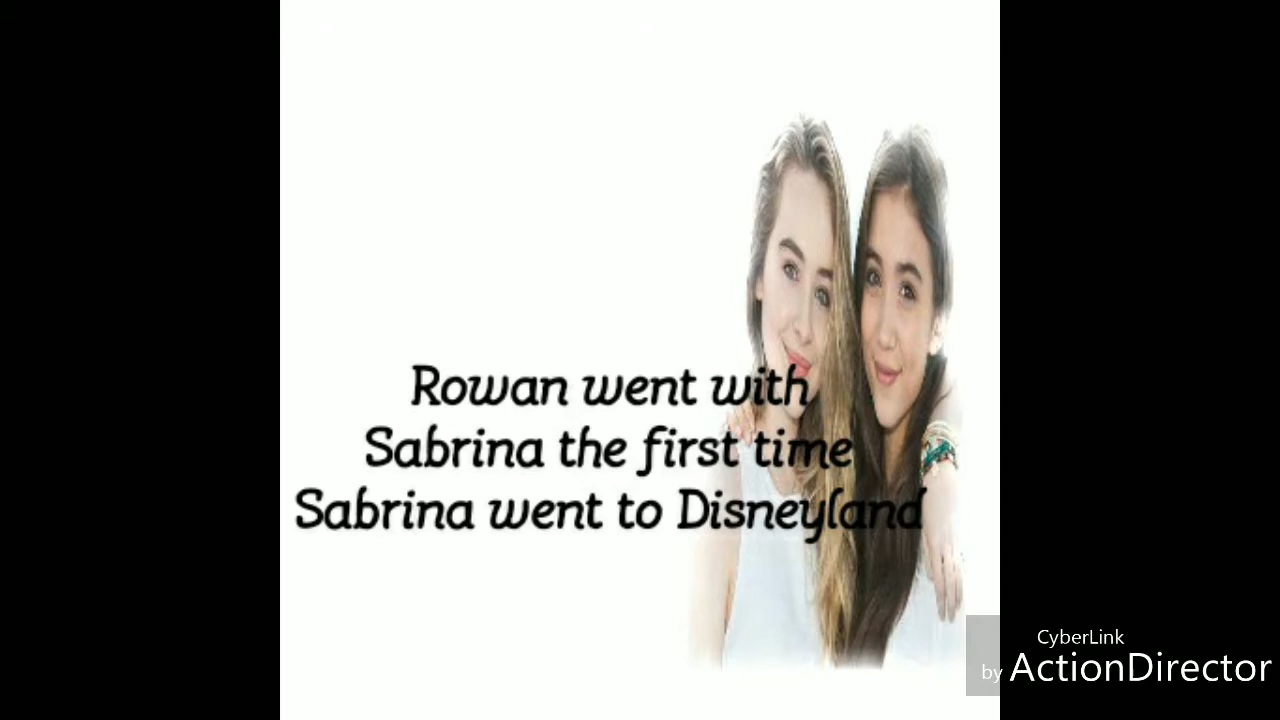 Rowan went with
Sabrina the first time
Sabrina went to Disneyland
CyberLink
by ActionDirector